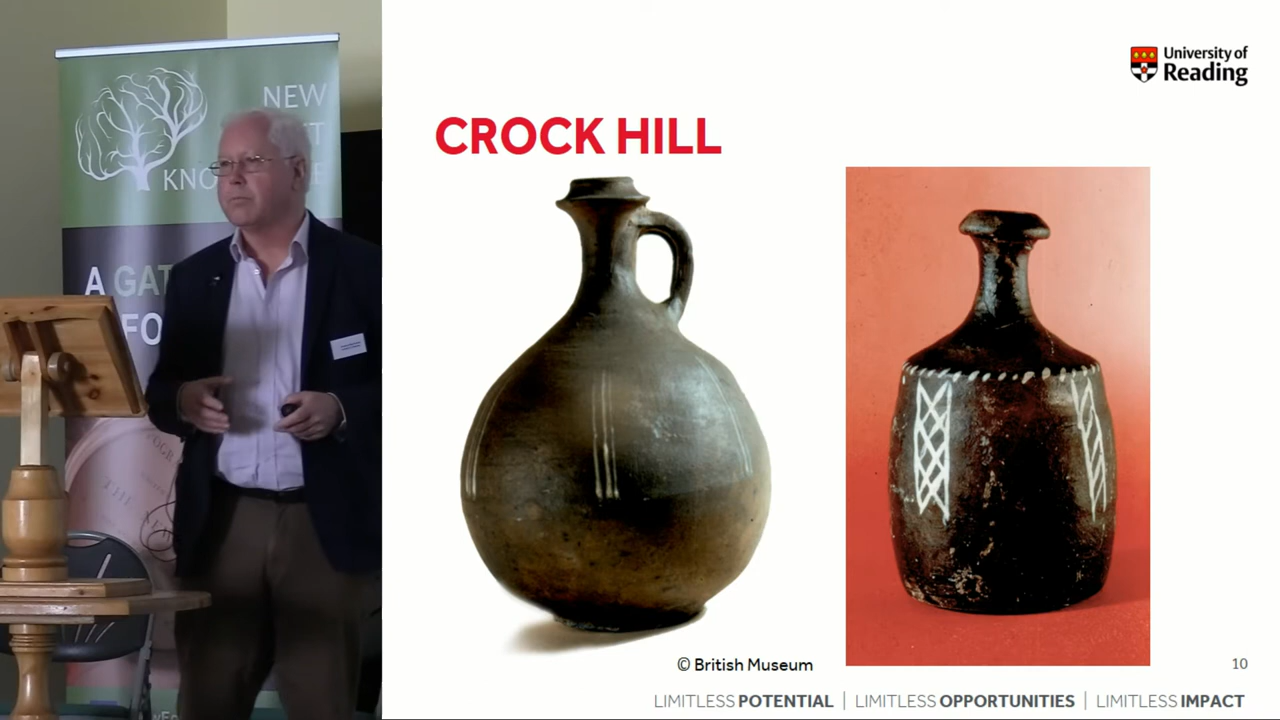 NEW
KNO
A GAT
FO
University of
Reading
CROCK HILL
© British Museum
10
LIMITLESS POTENTIAL | LIMITLESS OPPORTUNITIES | LIMITLESS IMPACT